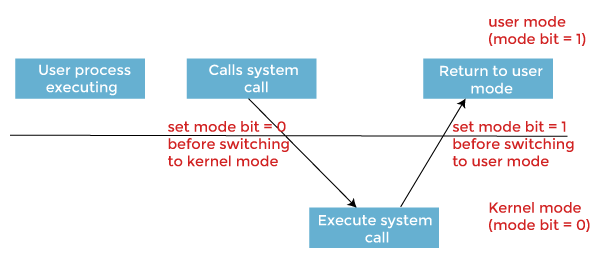 user mode
(mode bit = 1)
User process
executing
Calls system
call
Return to user
mode
set mode bit = 0
before switching
to kernel mode
set mode bit = 1
before switching
to user mode
Execute system
call
Kernel mode
(mode bit = 0)